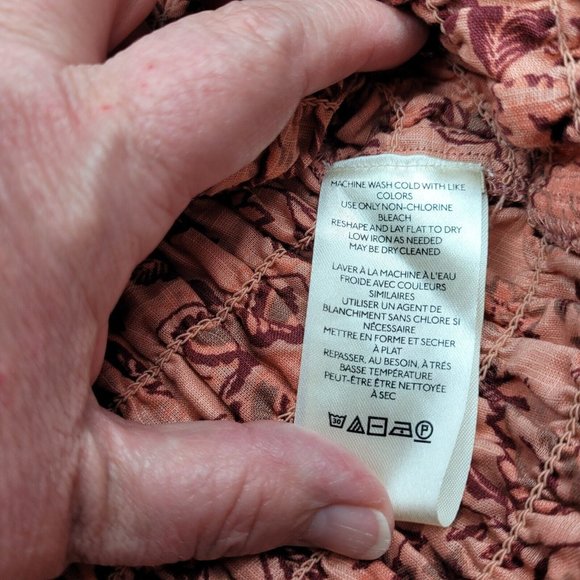 MACHINE WASH COLD WITH LIKE
COLORS
USE ONLY NON-CHLORINE
BLEACH
RESHAPE AND LAY FLAT TO DRY
LOW IRON AS NEEDED
MAY BE DRY CLEANED
LAVER À LA MACHINE À L'EAU
FROIDE AVEC COULEURS
SIMILAIRES
UTILISER UN AGENT DE
BLANCHIMENT SANS CHLORE SI
NÉCESSAIRE
METTRE EN FORME ET SECHER
À PLAT
REPASSER, AU BESOIN, À TRÉS
BASSE TEMPÉRATURE
PEUT-ÊTRE ÊTRE NETTOYÉE
À SEC
30 P